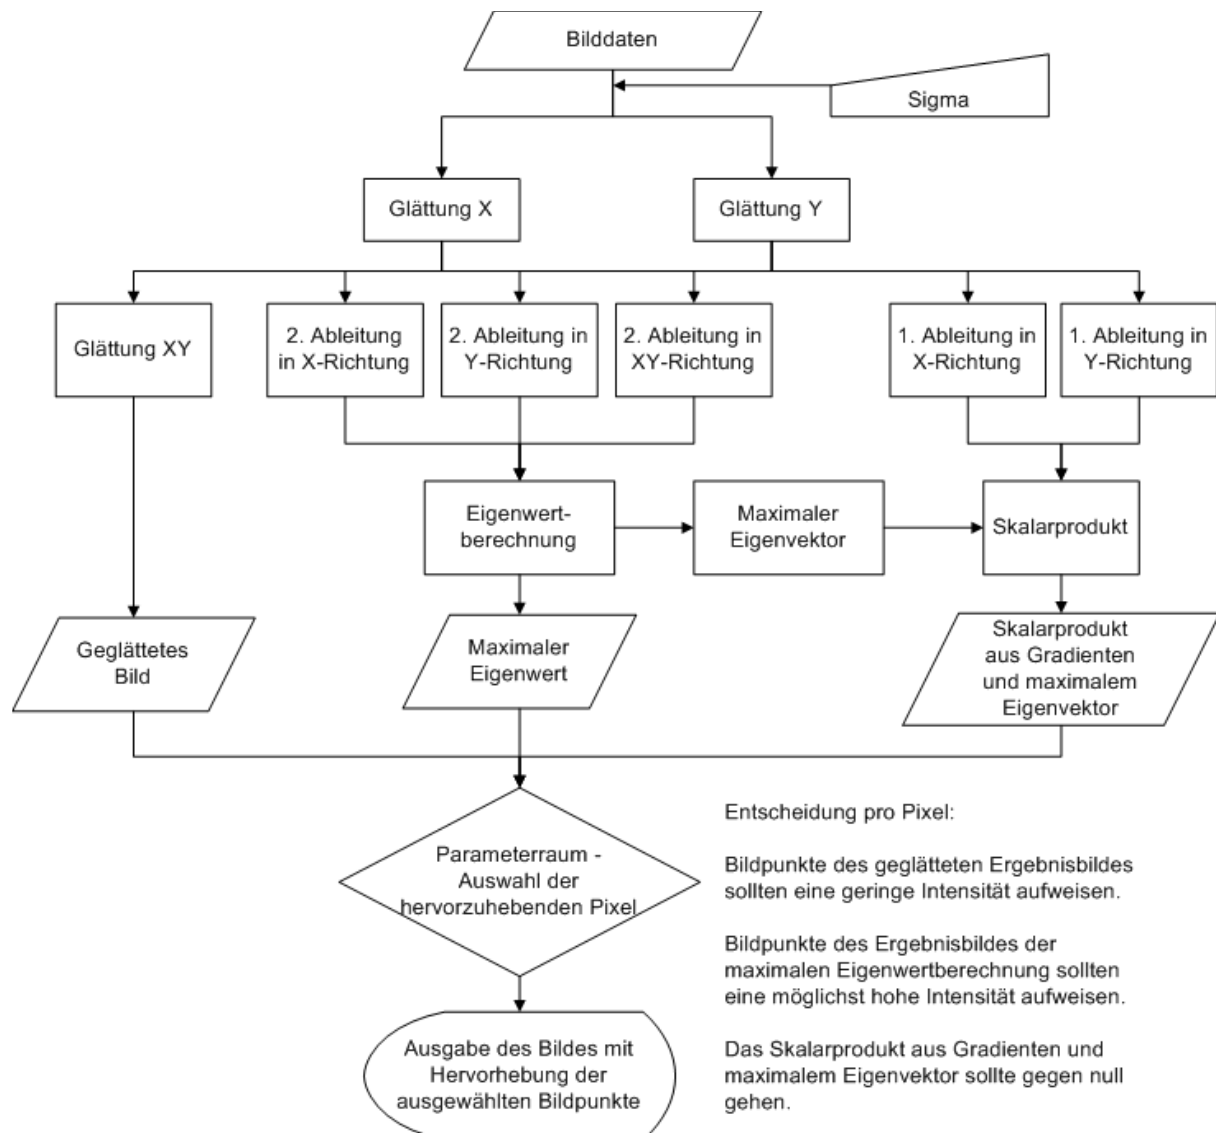 Bilddaten
Sigma
Glättung X
Glättung Y
Glättung XY
2. Ableitung
in X-Richtung
2. Ableitung in
Y-Richtung
2. Ableitung in
XY-Richtung
1. Ableitung in
X-Richtung
1. Ableitung in
Y-Richtung
Eigenwert-
berechnung
Maximaler
Eigenvektor
Skalarprodukt
Geglättetes
Bild
Maximaler
Eigenwert
Skalarprodukt
aus Gradienten
und maximalem
Eigenvektor
Parameterraum -
Auswahl der
hervorzuhebenden Pixel
Entscheidung pro Pixel:
Bildpunkte des geglätteten Ergebnisbildes
sollten eine geringe Intensität aufweisen.
Bildpunkte des Ergebnisbildes der
maximalen Eigenwertberechnung sollten
eine möglichst hohe Intensität aufweisen.
Das Skalarprodukt aus Gradienten und
maximalem Eigenvektor sollte gegen null
gehen.
Ausgabe des Bildes mit
Hervorhebung der
ausgewählten Bildpunkte